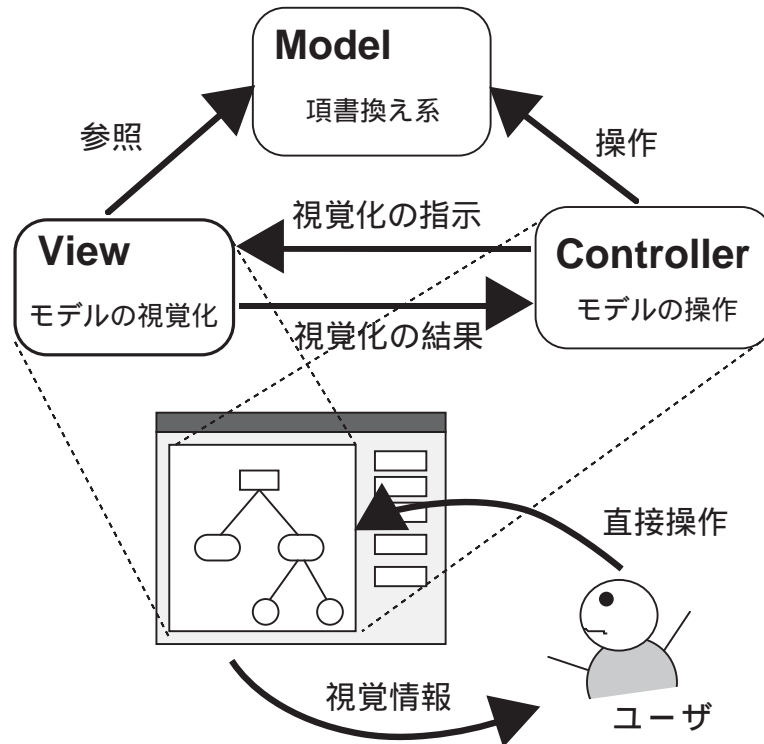 Model
項書換え系
参照
操作
視覚化の指示
View
モデルの視覚化
Controller
モデルの操作
視覚化の結果
直接操作
視覚情報
ユーザ